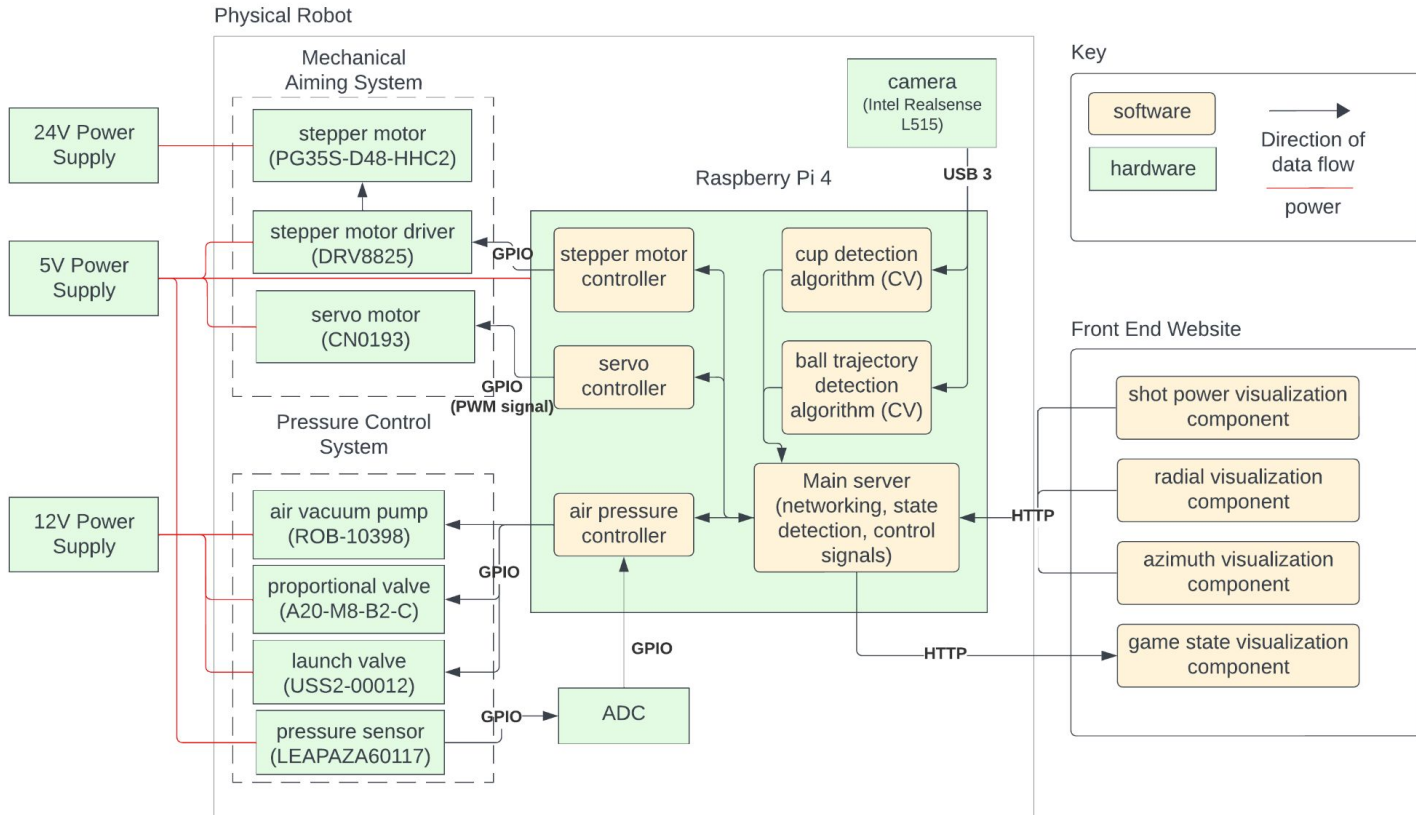 Physical Robot
Mechanical
Aiming System
24V Power
Supply
stepper motor
(PG35S-D48-HHC2)
5V Power
Supply
stepper motor driver
(DRV8825)
servo motor
(CN0193)
GPIO
GPIO
(PWM signal)
Pressure Control
System
12V Power
Supply
air vacuum pump
(ROB-10398)
proportional valve
(A20-M8-B2-C)
launch valve
(USS2-00012)
pressure sensor
(LEAPAZA60117)
GPIO
GPIO
ADC
GPIO
camera
(Intel Realsense
L515)
USB 3
Raspberry Pi 4
stepper motor
controller
servo
controller
air pressure
controller
cup detection
algorithm (CV)
ball trajectory
detection
algorithm (CV)
Main server
(networking, state
detection, control
signals)
HTTP
HTTP
Key
software
hardware
Direction of
data flow
power
Front End Website
shot power visualization
component
radial visualization
component
azimuth visualization
component
game state visualization
component